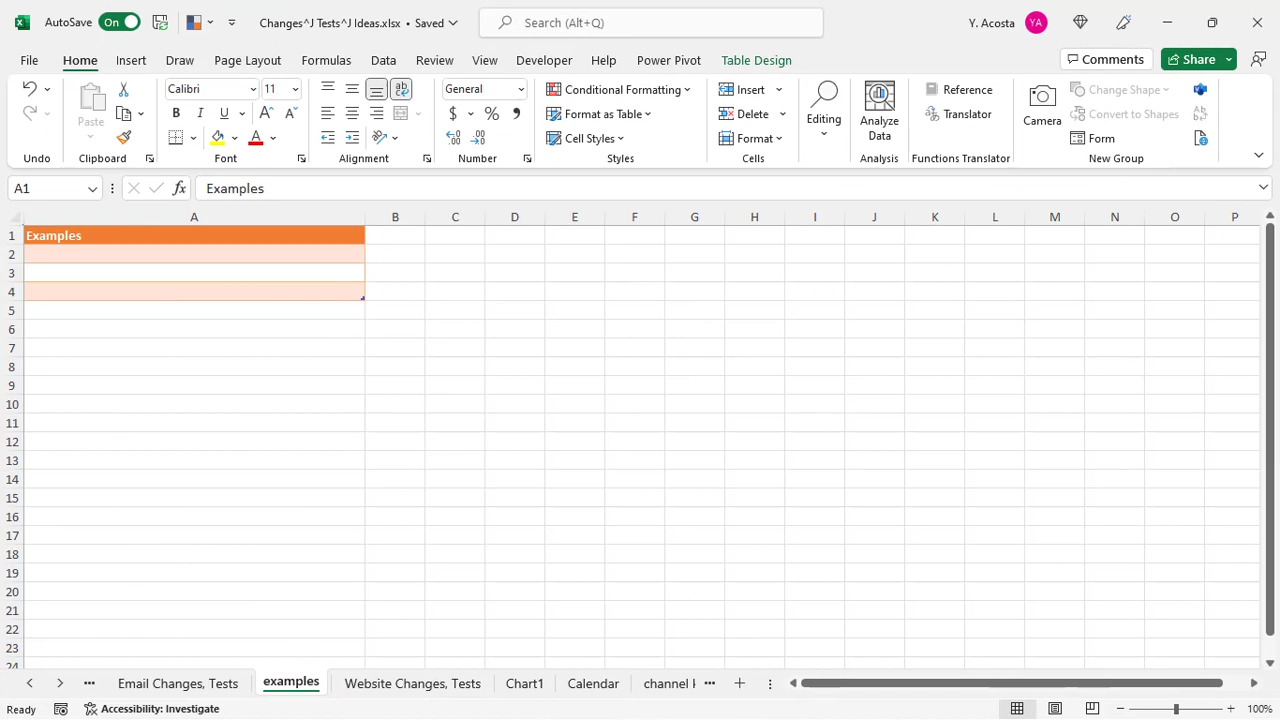 AutoSave On Changes^J Tests^J Ideas.xlsx • Saved Search (Alt+Q) Y. Acosta YA
File Home Insert Draw Page Layout Formulas Data Review View Developer Help Power Pivot Table Design Comments Share
Calibri 11 General Conditional Formatting Insert Reference Change Shape
Paste Format as Table Delete Editing Analyze Data Translator Camera Convert to Shapes
B I U A $ % , Cell Styles Format Form
Undo Clipboard Font Alignment Number Styles Cells Analysis Functions Translator New Group
A1 fx Examples
A B C D E F G H I J K L M N O P
1 Examples
2
3
4
5
6
7
8
9
10
11
12
13
14
15
16
17
18
19
20
21
22
23
24
Email Changes, Tests examples Website Changes, Tests Chart1 Calendar channel
Ready Accessibility: Investigate 100%